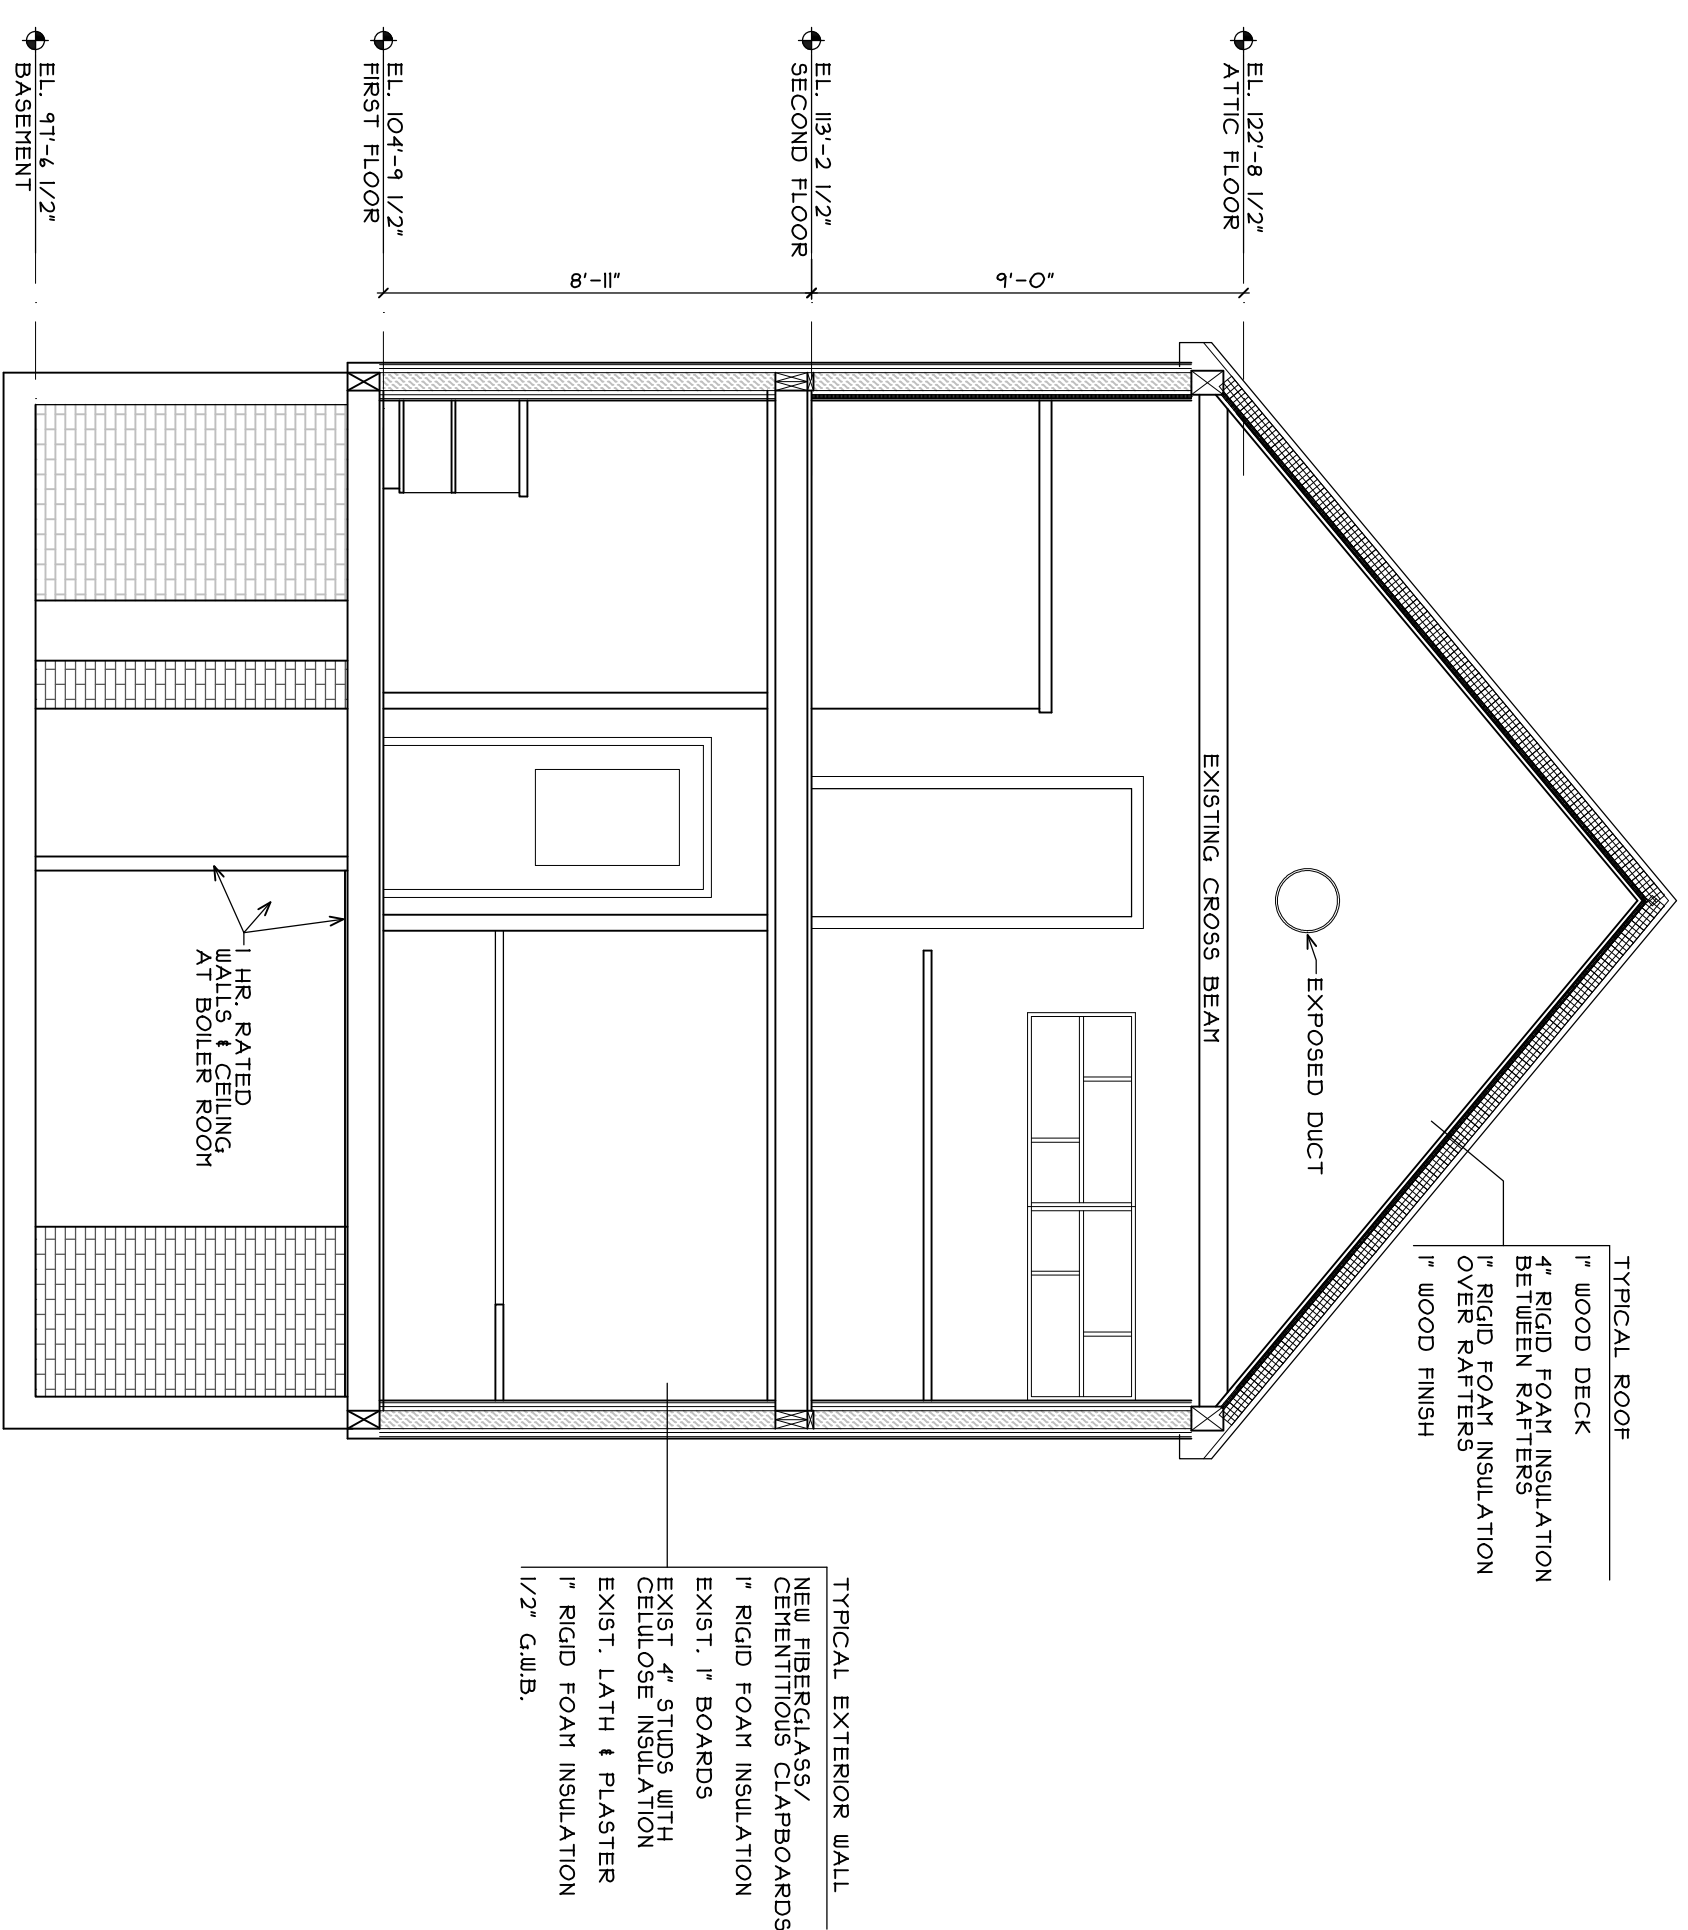 EL. 122'-8 1/2"
ATTIC FLOOR
EL. 113'-2 1/2"
SECOND FLOOR
EL. 104'-9 1/2"
FIRST FLOOR
EL. 97'-6 1/2"
BASEMENT
9'-0"
8'-11"
EXISTING CROSS BEAM
EXPOSED DUCT
1 HR. RATED
WALLS & CEILING
AT BOILER ROOM
TYPICAL ROOF
1" WOOD DECK
4" RIGID FOAM INSULATION
BETWEEN RAFTERS
1" RIGID FOAM INSULATION
OVER RAFTERS
1" WOOD FINISH
TYPICAL EXTERIOR WALL
NEW FIBERGLASS/
CEMENTITIOUS CLAPBOARDS
1" RIGID FOAM INSULATION
EXIST. 1" BOARDS
EXIST 4" STUDS WITH
CELULOSE INSULATION
EXIST. LATH & PLASTER
1" RIGID FOAM INSULATION
1/2" G.W.B.